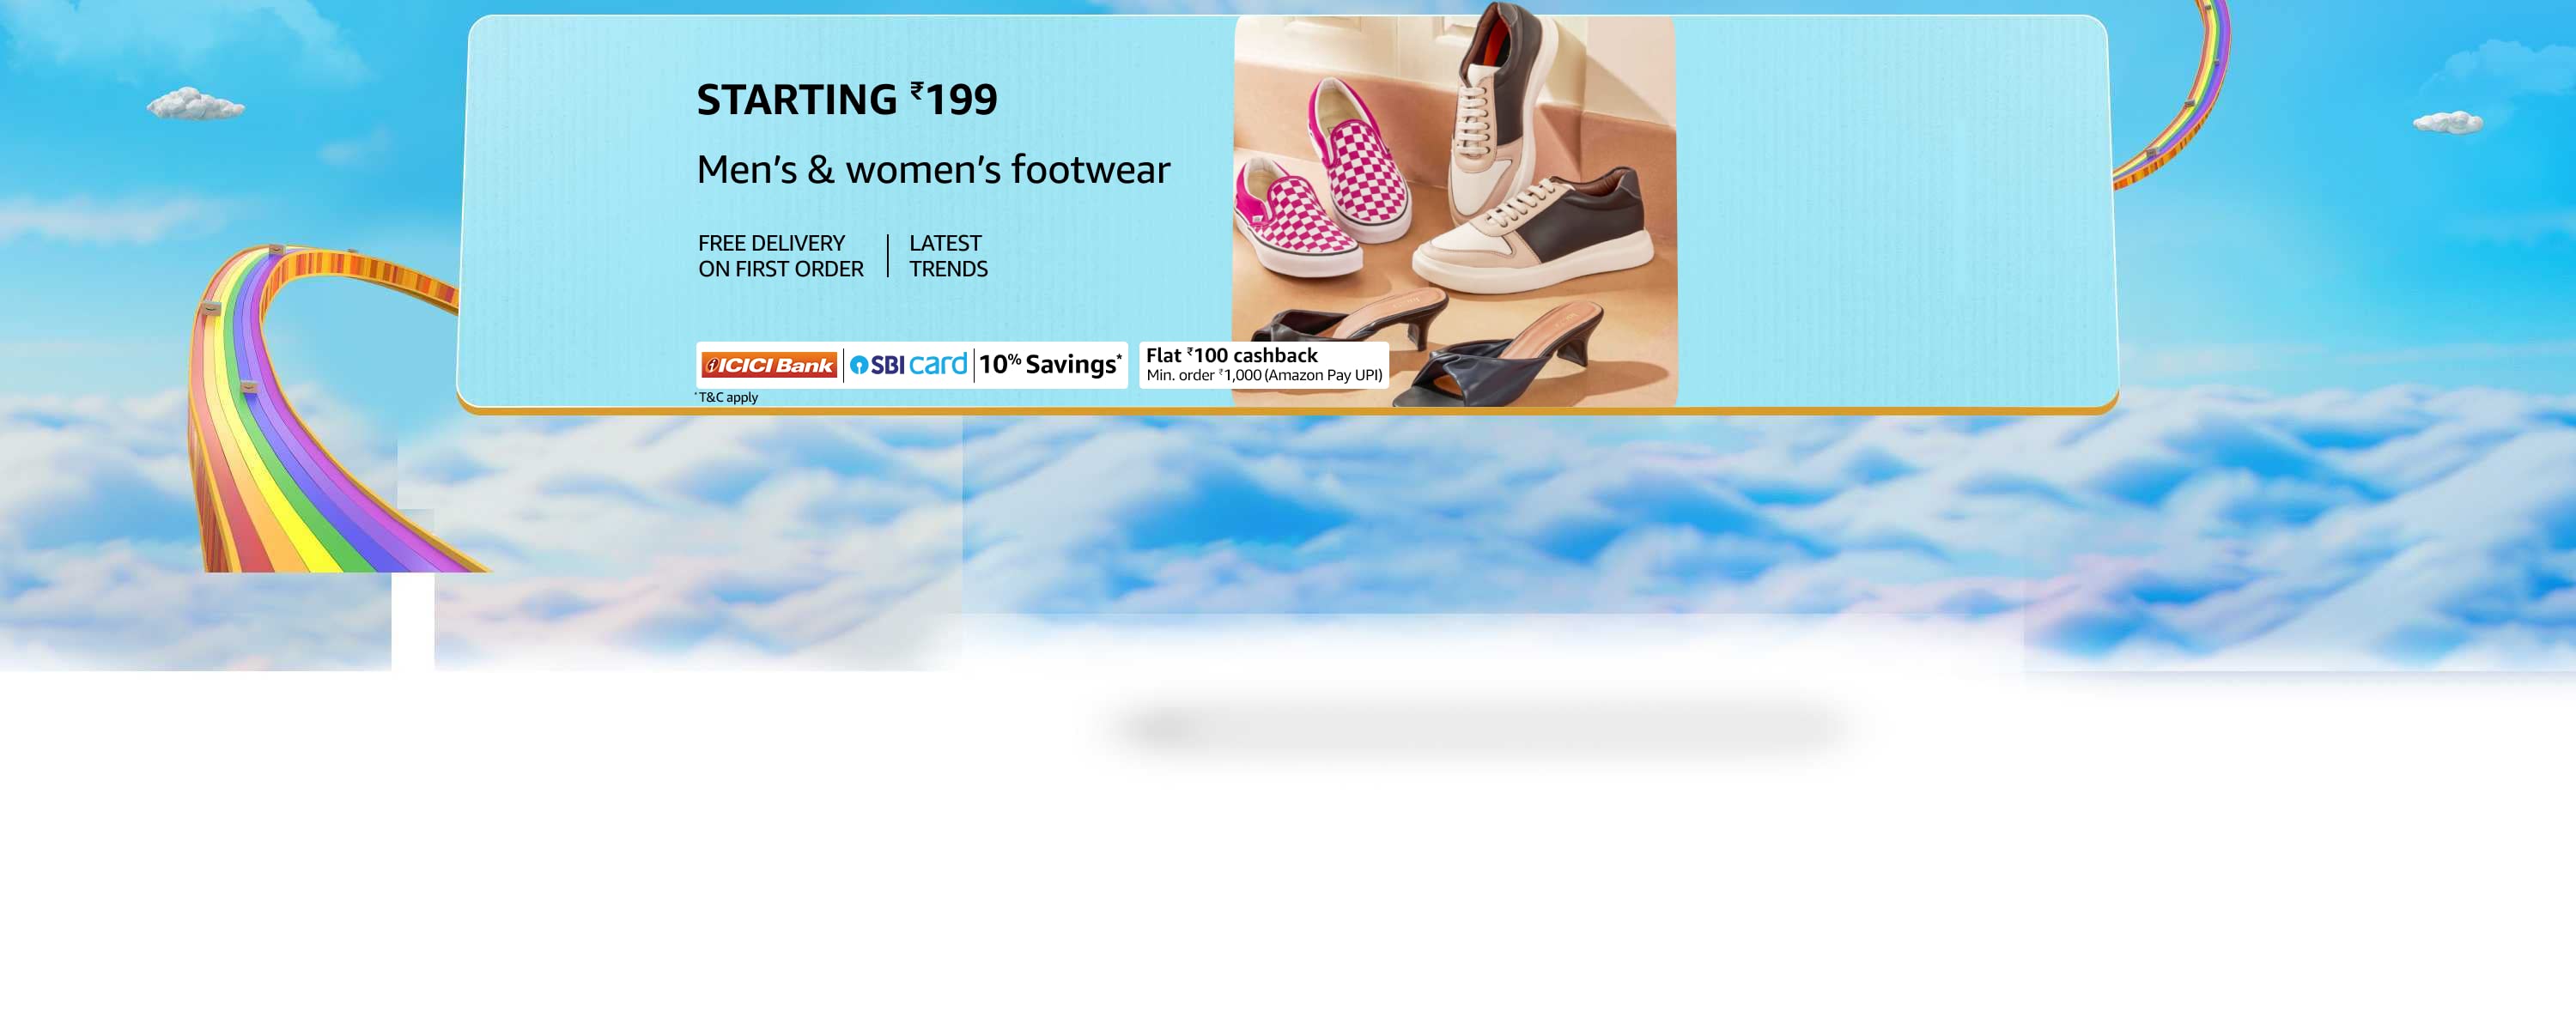 STARTING ₹199
Men’s & women’s footwear
FREE DELIVERY
ON FIRST ORDER
LATEST
TRENDS
ICICI Bank
SBI card
10% Savings*
Flat ₹100 cashback
Min. order ₹1,000 (Amazon Pay UPI)
*T&C apply